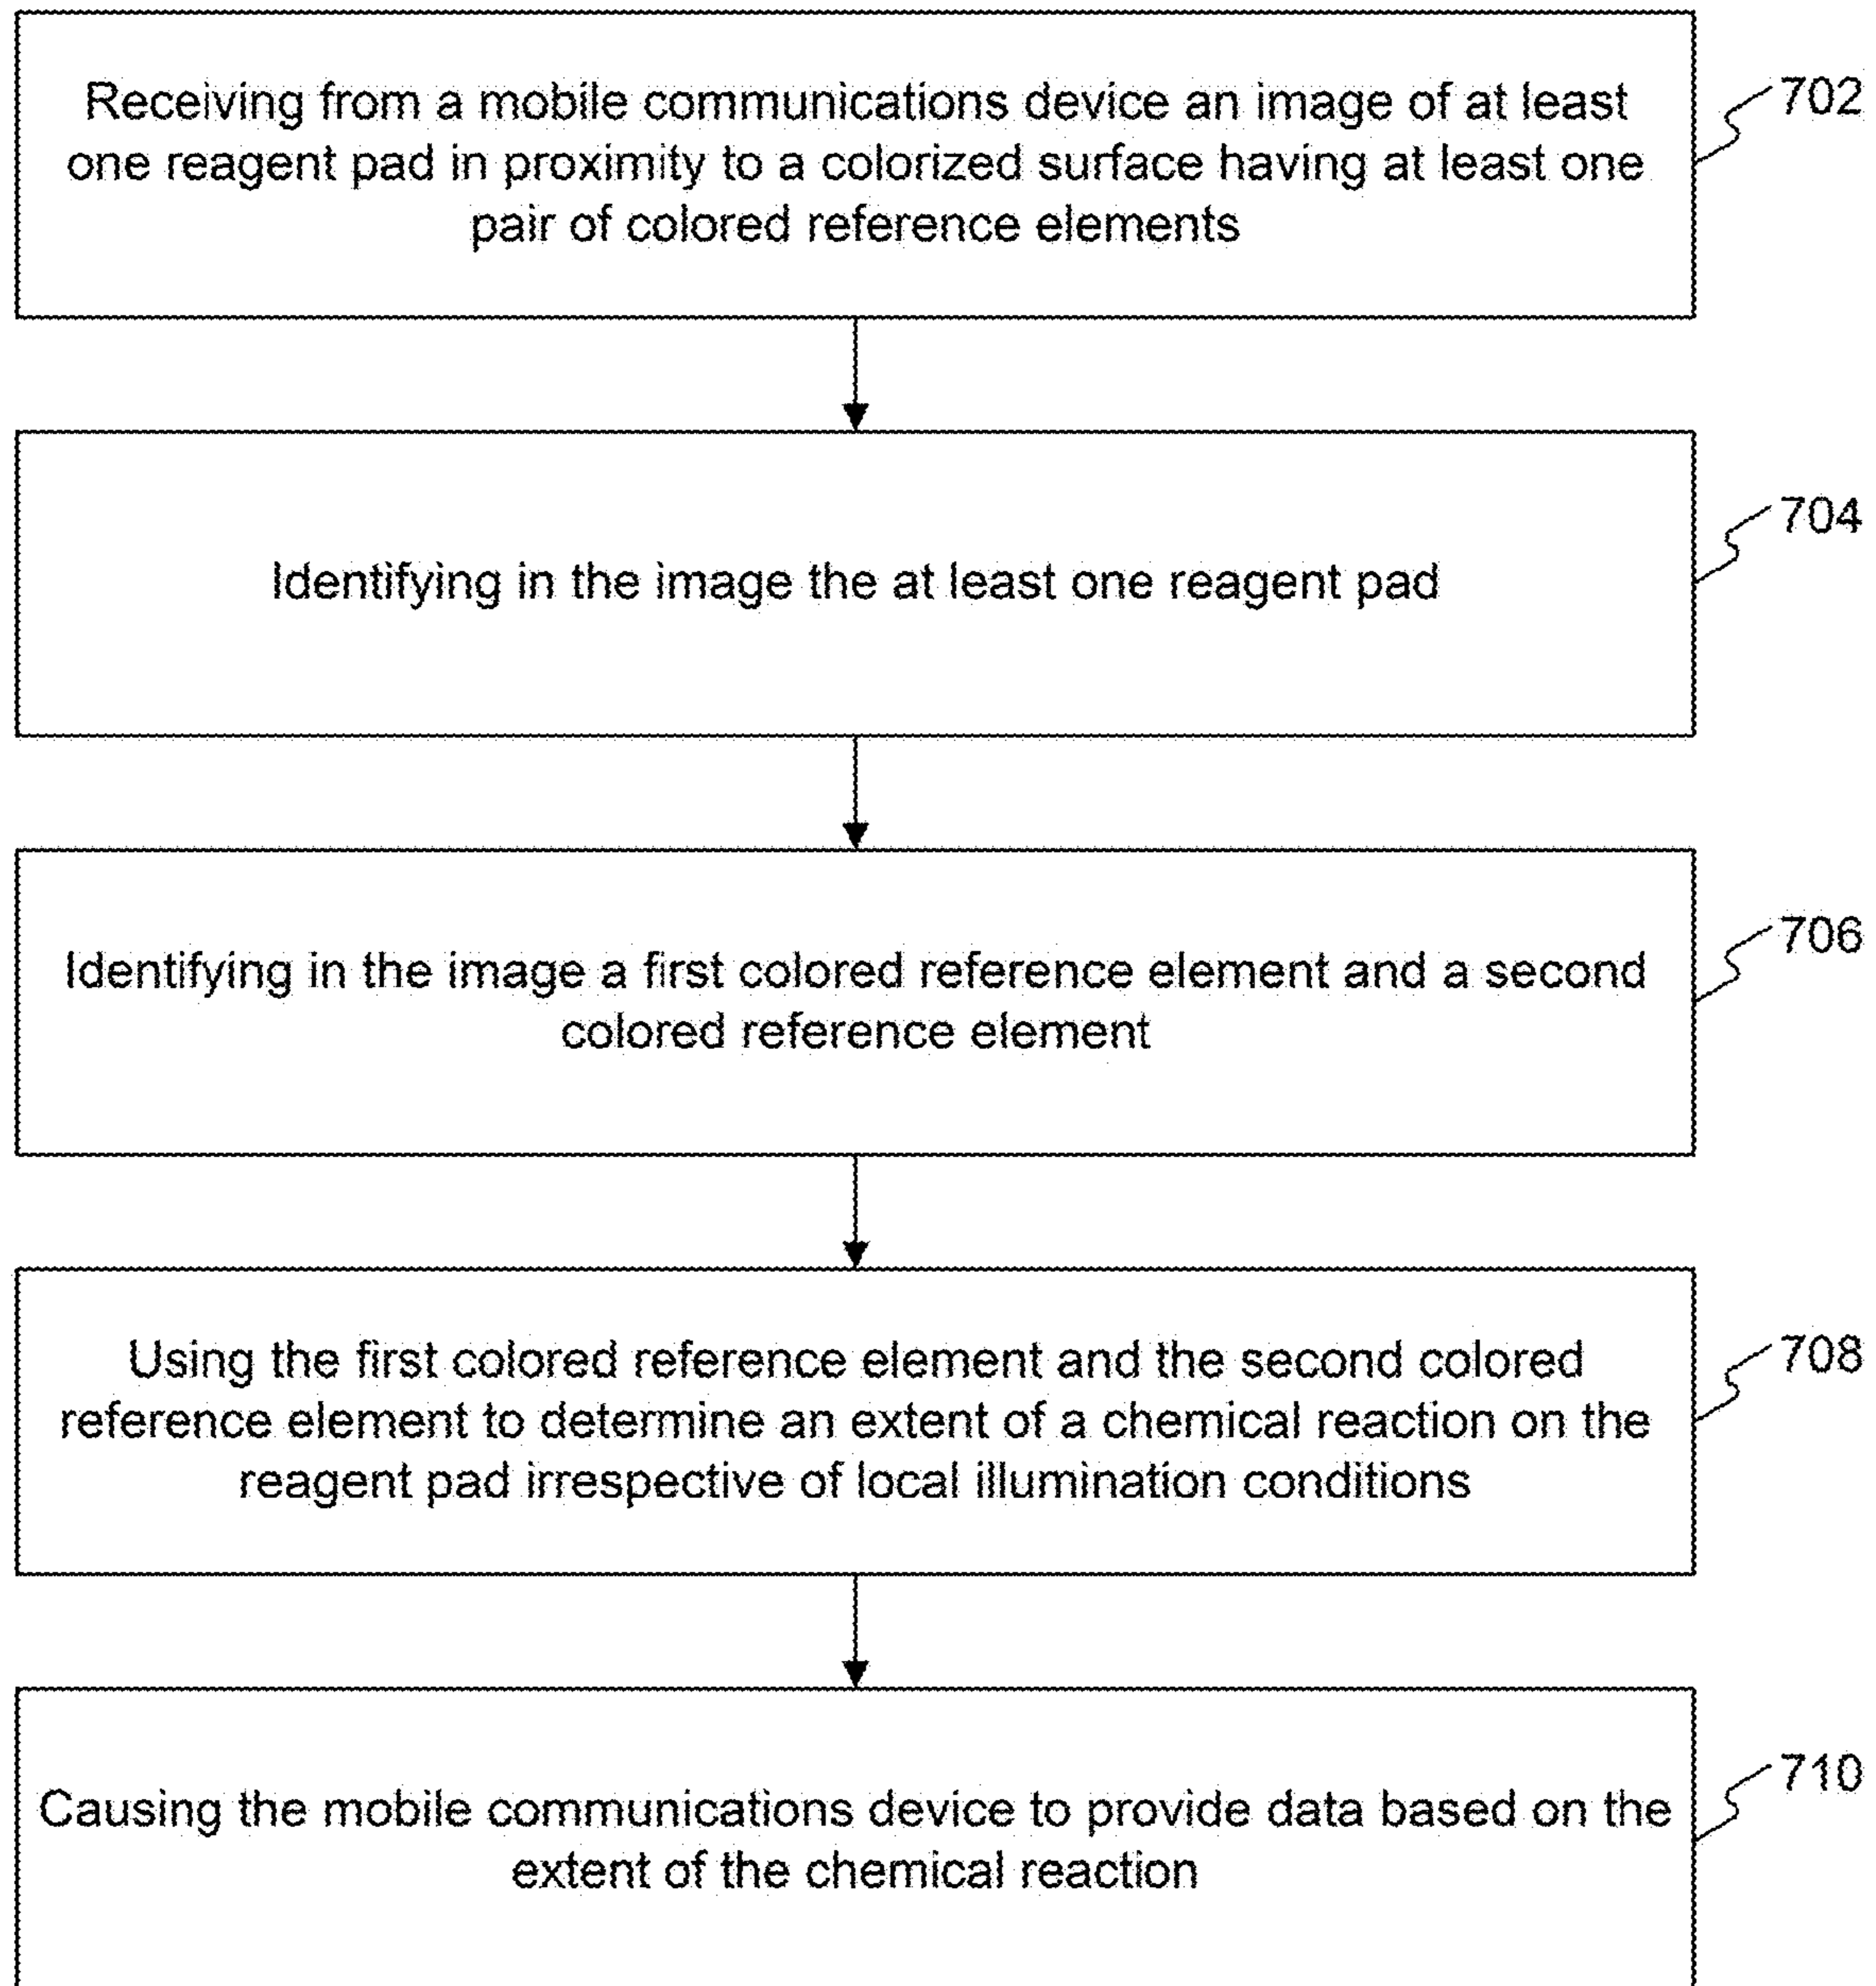 Receiving from a mobile communications device an image of at least
one reagent pad in proximity to a colorized surface having at least one
pair of colored reference elements
702
Identifying in the image the at least one reagent pad
704
Identifying in the image a first colored reference element and a second
colored reference element
706
Using the first colored reference element and the second colored
reference element to determine an extent of a chemical reaction on the
reagent pad irrespective of local illumination conditions
708
Causing the mobile communications device to provide data based on the
extent of the chemical reaction
710